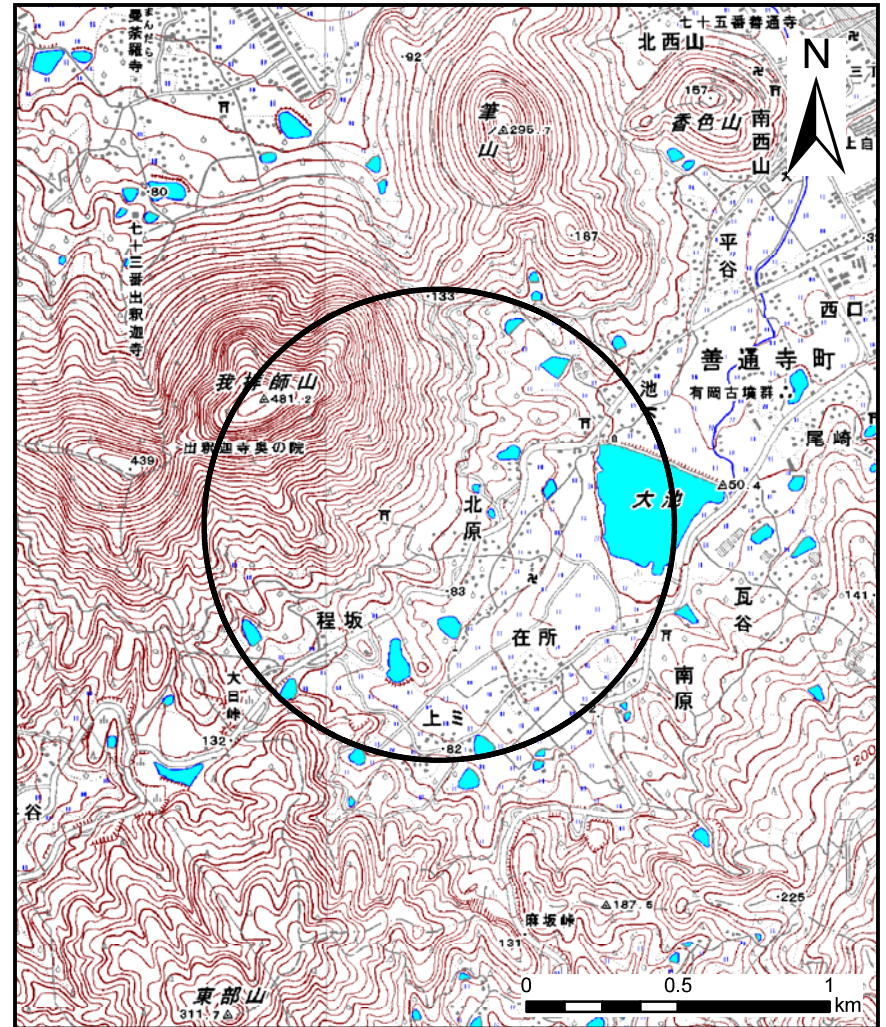 七十五番善通寺
曼荼羅寺
まんだら
北西山
N
·92
157
三
筆ノ山
295.7
香色山
南西山
上自
·80
七十三番出釈迦寺
平谷
·187
·133
西口
善通寺町
我拝師山
481.2
有岡古墳群
尾崎
出釈迦寺奥の院
439
50.4
大池
北原
·83
瓦谷
141·
程坂
在所
南原
大日峠
上ミ
132·
·82
200
谷
187.5
·225
麻坂峠
131
東部山
311.7
0 0.5 1
km